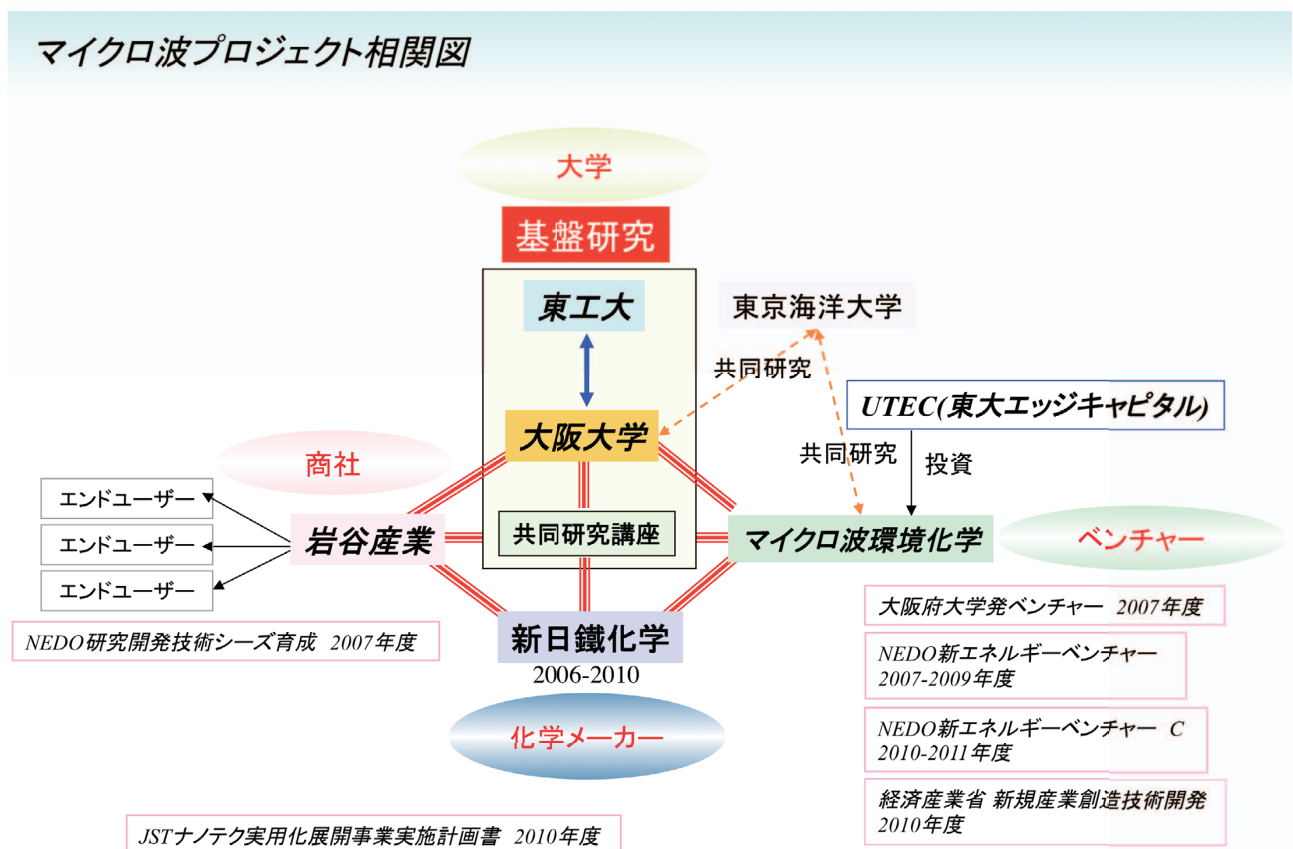 マイクロ波プロジェクト相関図
大学
基盤研究
東工大
東京海洋大学
共同研究
UTEC(東大エッジキャピタル)
大阪大学
商社
共同研究
投資
エンドユーザー
エンドユーザー
エンドユーザー
岩谷産業
共同研究講座
マイクロ波環境化学
ベンチャー
NEDO研究開発技術シーズ育成 2007年度
新日鐵化学
2006-2010
化学メーカー
大阪府大学発ベンチャー 2007年度
NEDO新エネルギーベンチャー
2007-2009年度
NEDO新エネルギーベンチャー C
2010-2011年度
経済産業省 新規産業創造技術開発
2010年度
JSTナノテク実用化展開事業実施計画書 2010年度